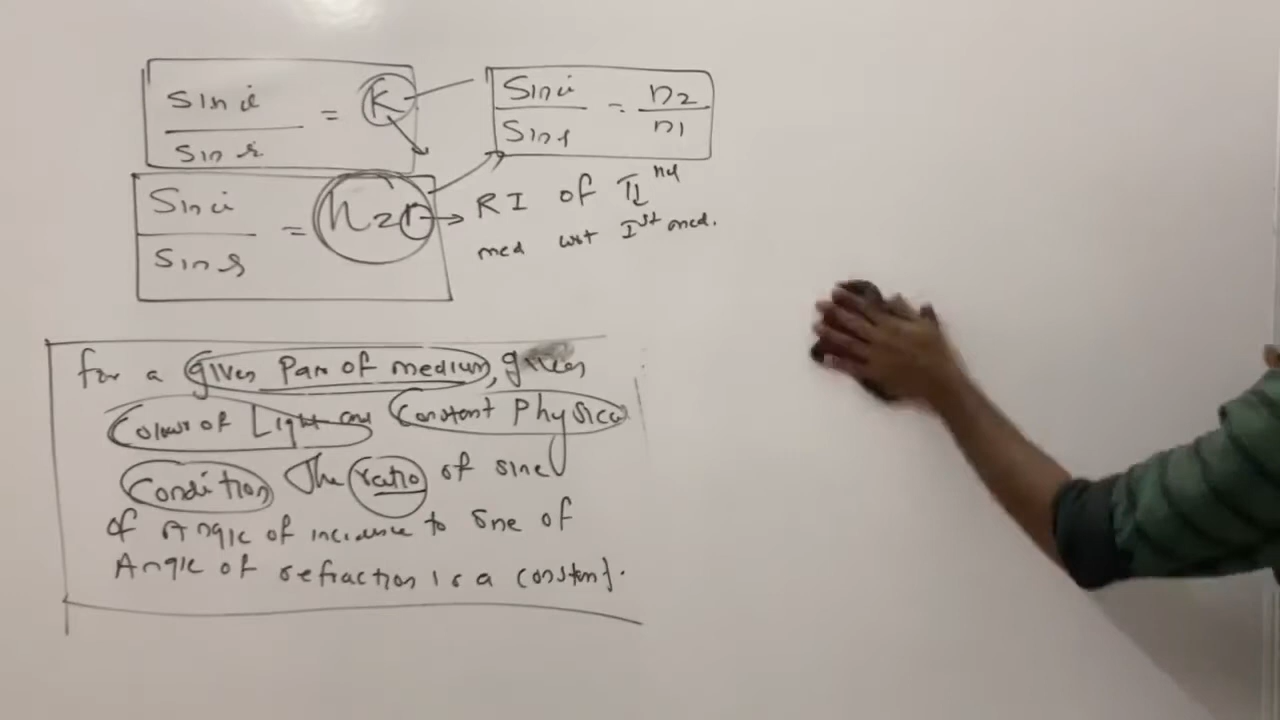 Sin i / Sin r = K
Sin i / Sin r = n2 / n1
Sin i / Sin r = n21 → RI of IInd
med wrt Ist med.
for a given Pair of medium, given
Colour of Light and Constant Physical
Condition The ratio of sine
of Angle of incidence to sine of
Angle of refraction is a constant.